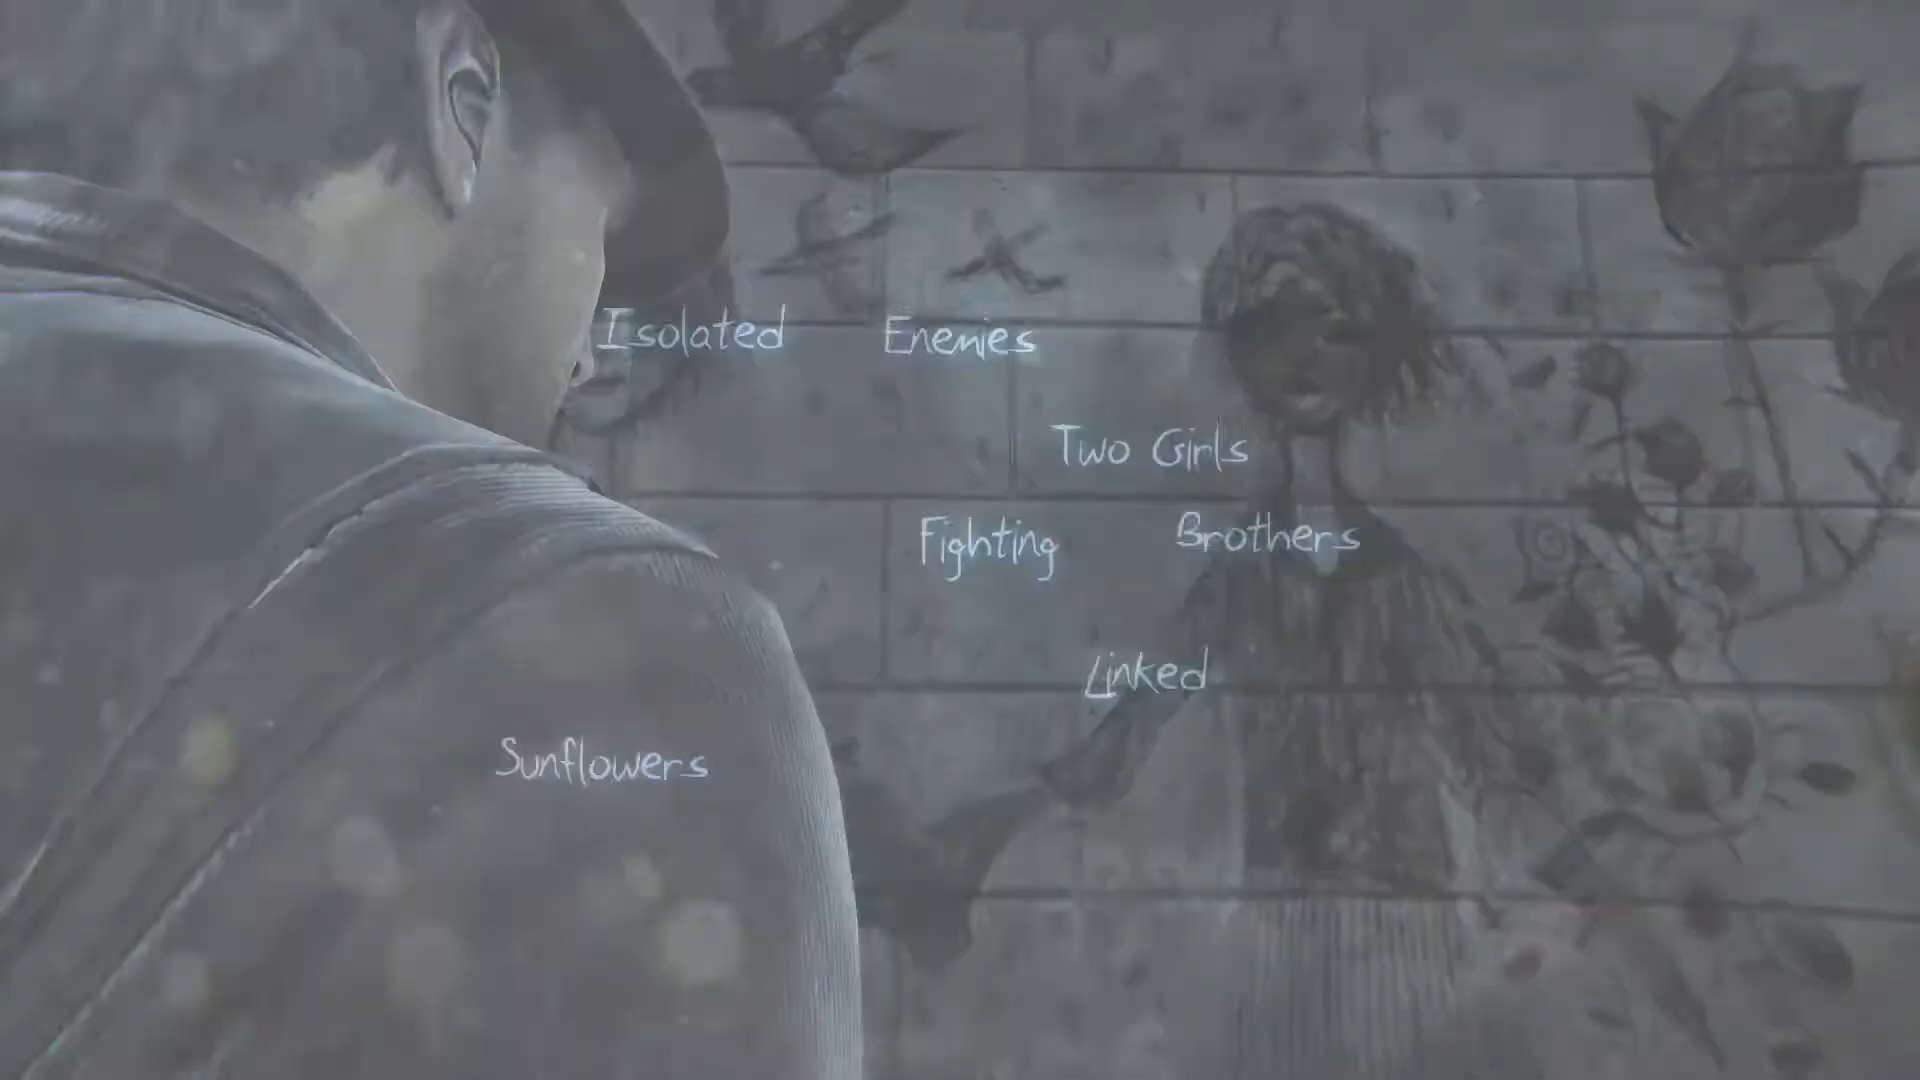 Isolated Enemies
Two Girls
Fighting Brothers
Linked
Sunflowers